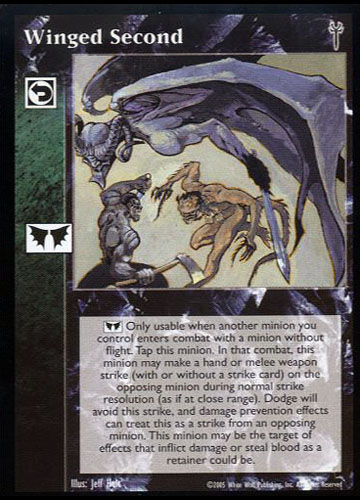 Winged Second
Only usable when another minion you
control enters combat with a minion without
flight. Tap this minion. In that combat, this
minion may make a hand or melee weapon
strike (with or without a strike card) on the
opposing minion during normal strike
resolution (as if at close range). Dodge will
avoid this strike, and damage prevention effects
can treat this as a strike from an opposing
minion. This minion may be the target of
effects that inflict damage or steal blood as a
retainer could be.
Illus: Jeff Holt ©2005 White Wolf Publishing, Inc. All Rights Reserved